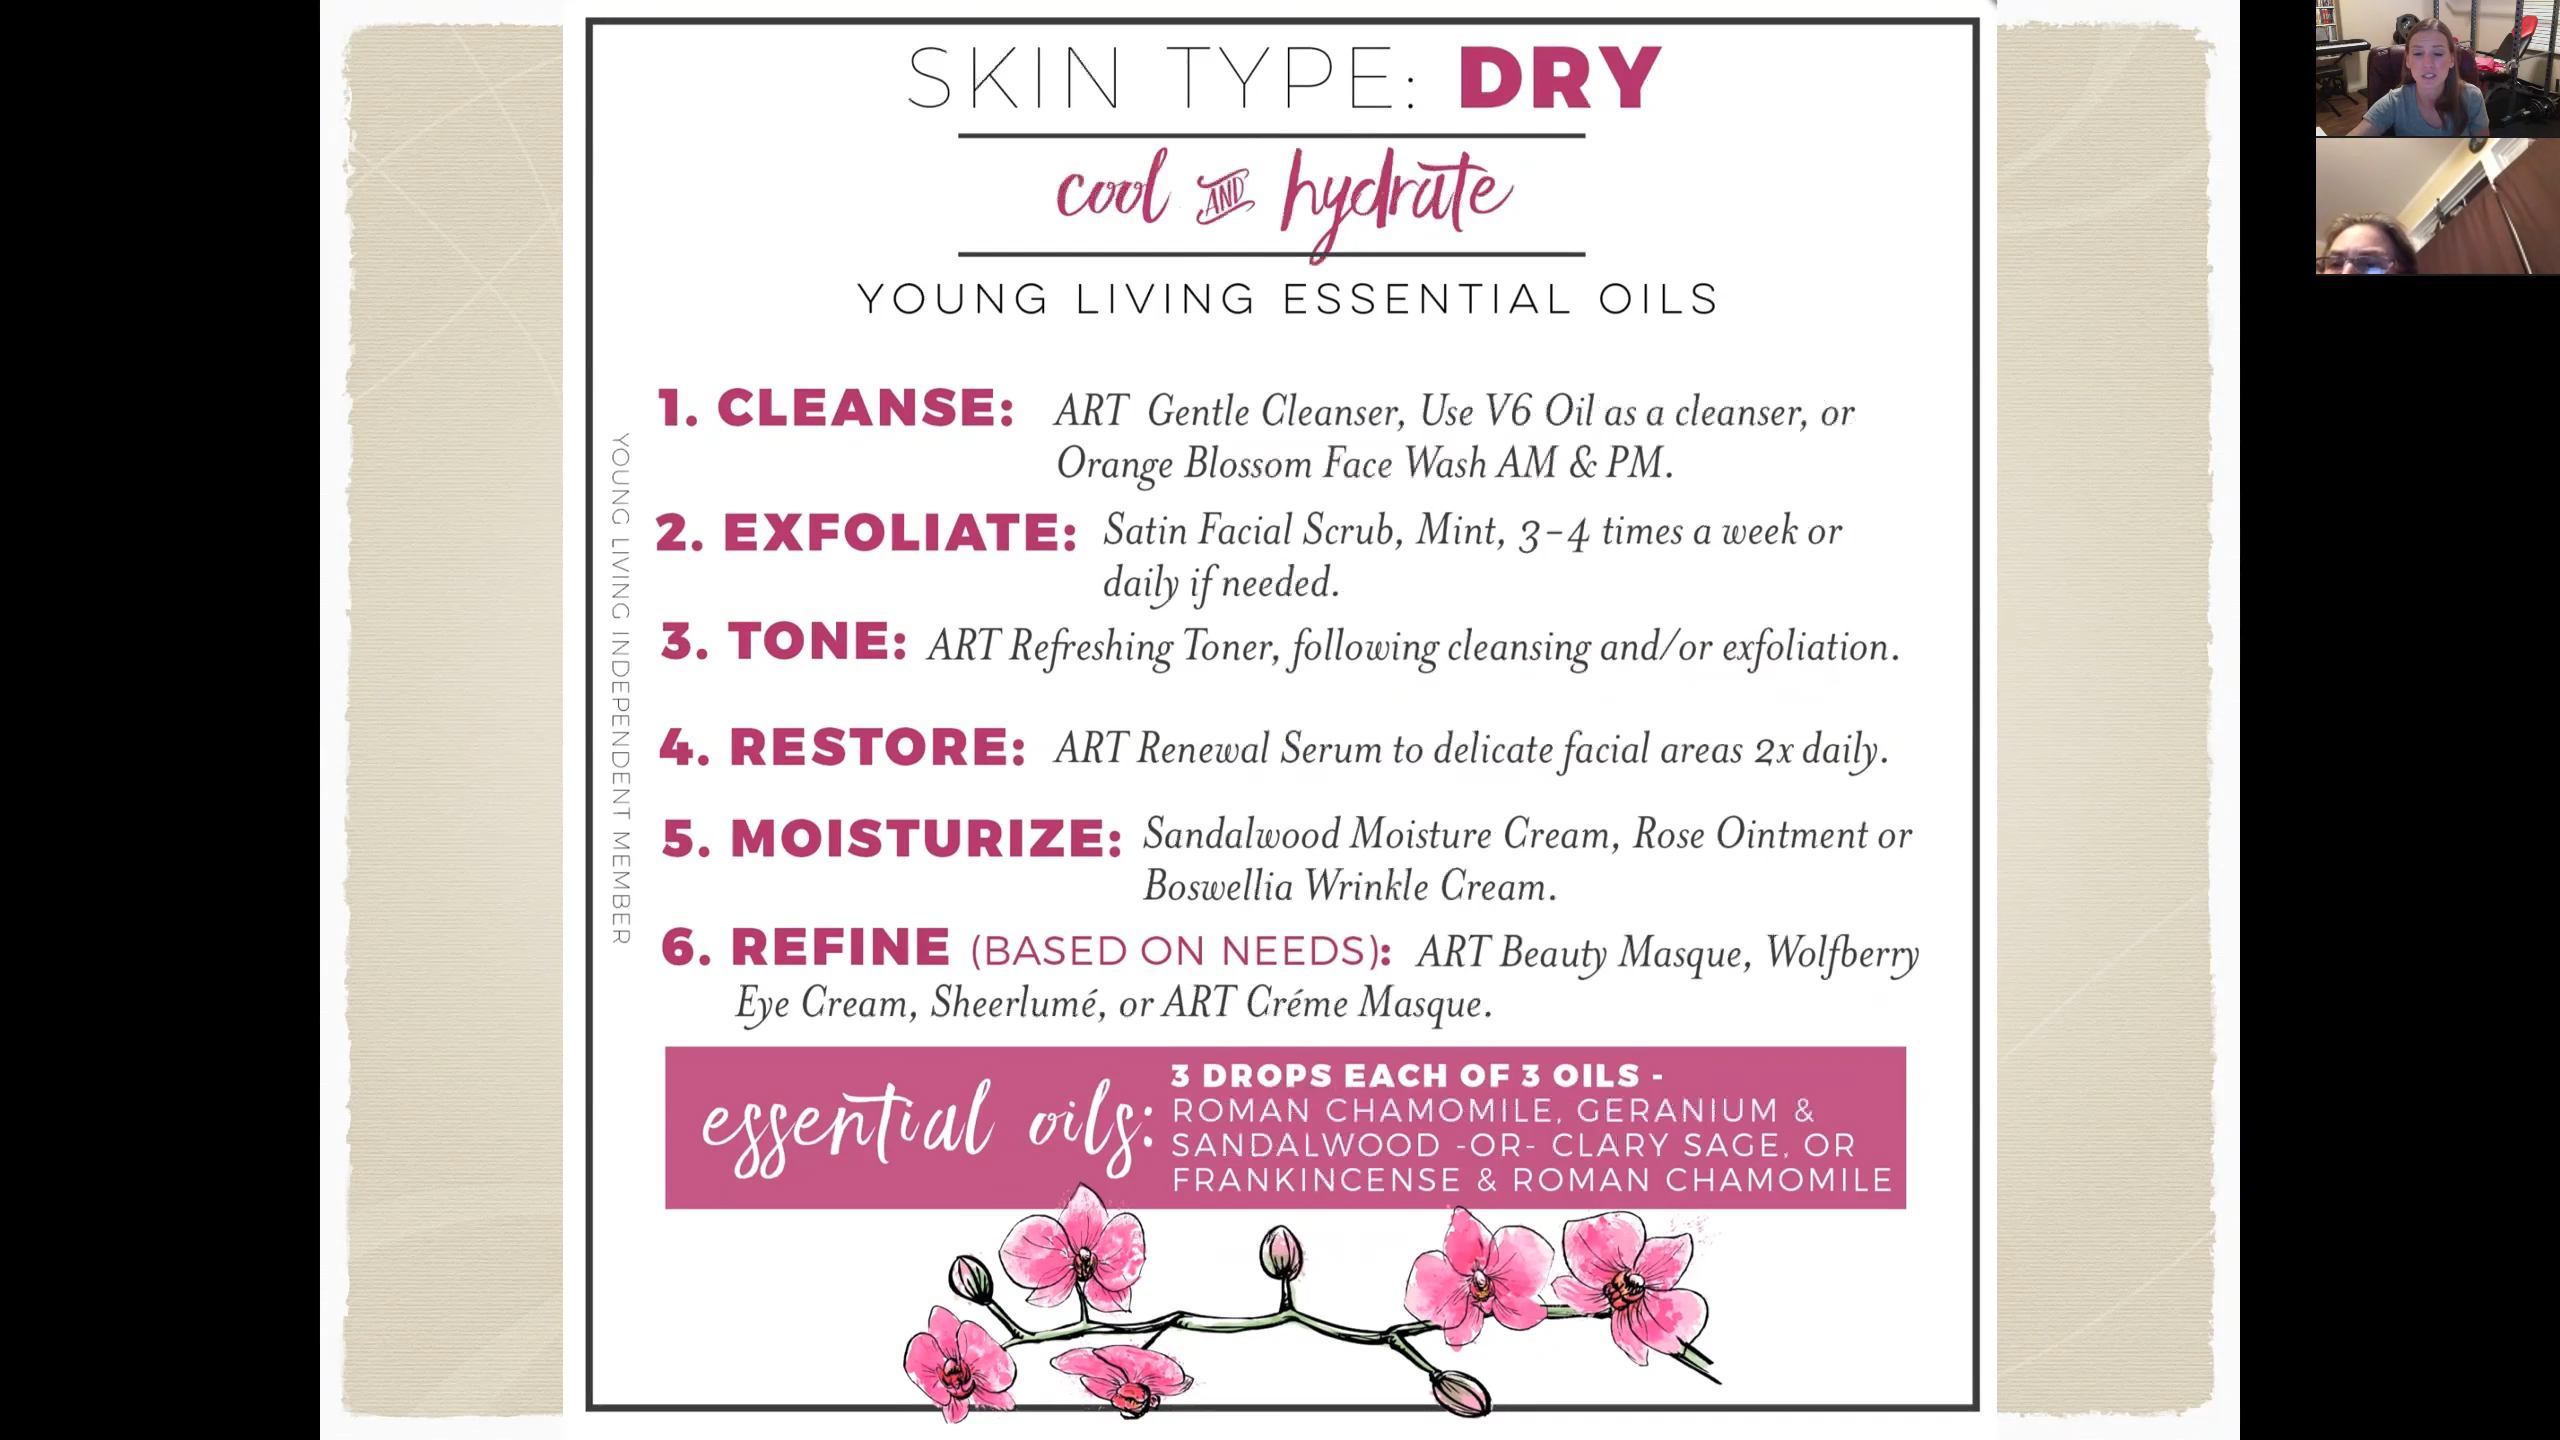 SKIN TYPE: DRY
cool AND hydrate
YOUNG LIVING ESSENTIAL OILS
YOUNG LIVING INDEPENDENT MEMBER
1. CLEANSE: ART Gentle Cleanser, Use V6 Oil as a cleanser, or
Orange Blossom Face Wash AM & PM.
2. EXFOLIATE: Satin Facial Scrub, Mint, 3-4 times a week or
daily if needed.
3. TONE: ART Refreshing Toner, following cleansing and/or exfoliation.
4. RESTORE: ART Renewal Serum to delicate facial areas 2x daily.
5. MOISTURIZE: Sandalwood Moisture Cream, Rose Ointment or
Boswellia Wrinkle Cream.
6. REFINE (BASED ON NEEDS): ART Beauty Masque, Wolfberry
Eye Cream, Sheerlumé, or ART Créme Masque.
essential oils: 3 DROPS EACH OF 3 OILS -
ROMAN CHAMOMILE, GERANIUM &
SANDALWOOD -OR- CLARY SAGE, OR
FRANKINCENSE & ROMAN CHAMOMILE